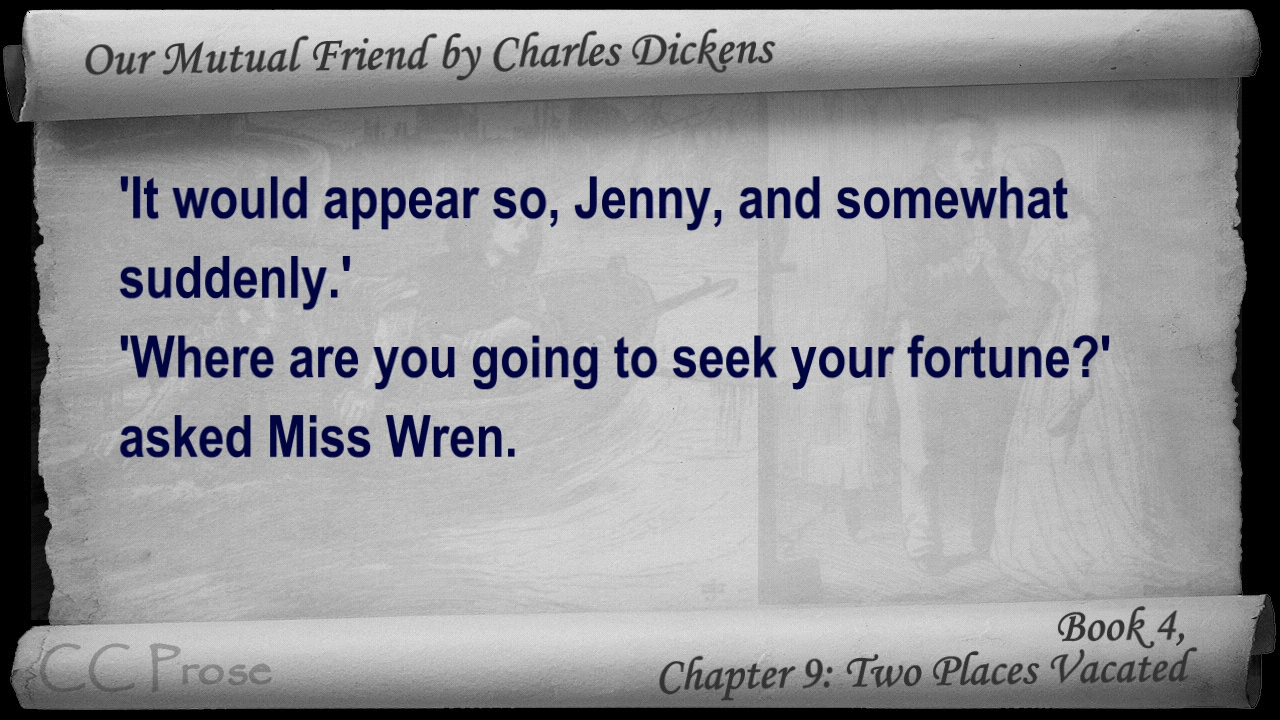 Our Mutual Friend by Charles Dickens
'It would appear so, Jenny, and somewhat
suddenly.'
'Where are you going to seek your fortune?'
asked Miss Wren.
CC Prose
Book 4,
Chapter 9: Two Places Vacated